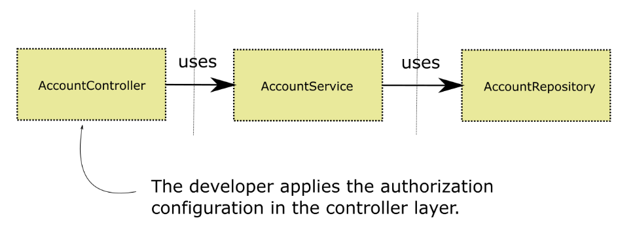 uses
uses
AccountController
AccountService
AccountRepository
The developer applies the authorization
configuration in the controller layer.